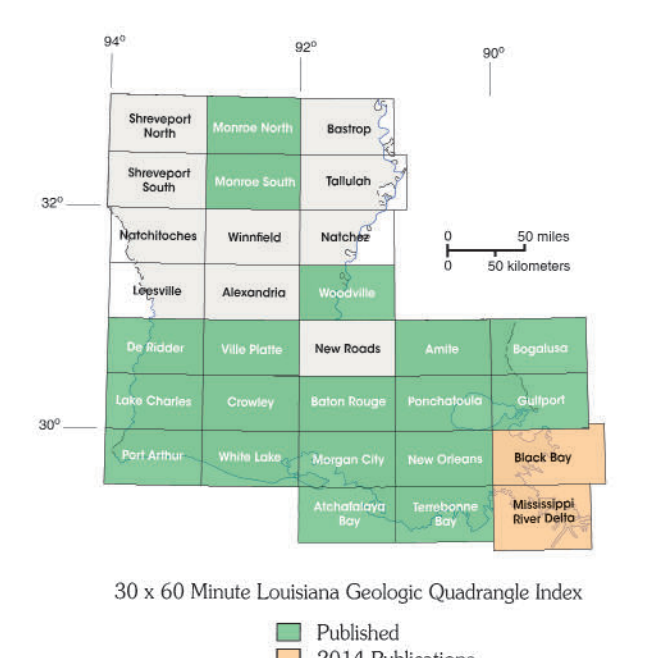 94°
92°
90°
Shreveport
North
Monroe North
Bastrop
Shreveport
South
Monroe South
Tallulah
32°
Natchitoches
Winnfield
Natchez
0
50 miles
0
50 kilometers
Leesville
Alexandria
Woodville
De Ridder
Ville Platte
New Roads
Amite
Bogalusa
Lake Charles
Crowley
Baton Rouge
Ponchatoula
Gulfport
30°
Port Arthur
White Lake
Morgan City
New Orleans
Black Bay
Atchafalaya
Bay
Terrebonne
Bay
Mississippi
River Delta
30 x 60 Minute Louisiana Geologic Quadrangle Index
Published
2014 Publications